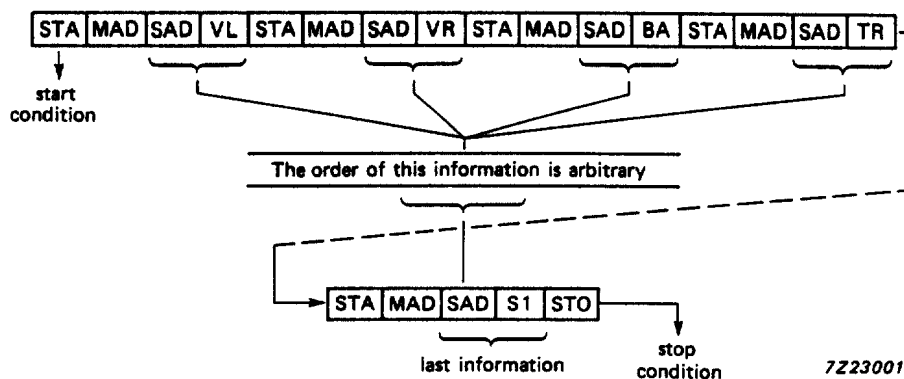 STA MAD SAD VL STA MAD SAD VR STA MAD SAD BA STA MAD SAD TR
start
condition
The order of this information is arbitrary
STA MAD SAD S1 STO
last information
stop
condition
7Z23001